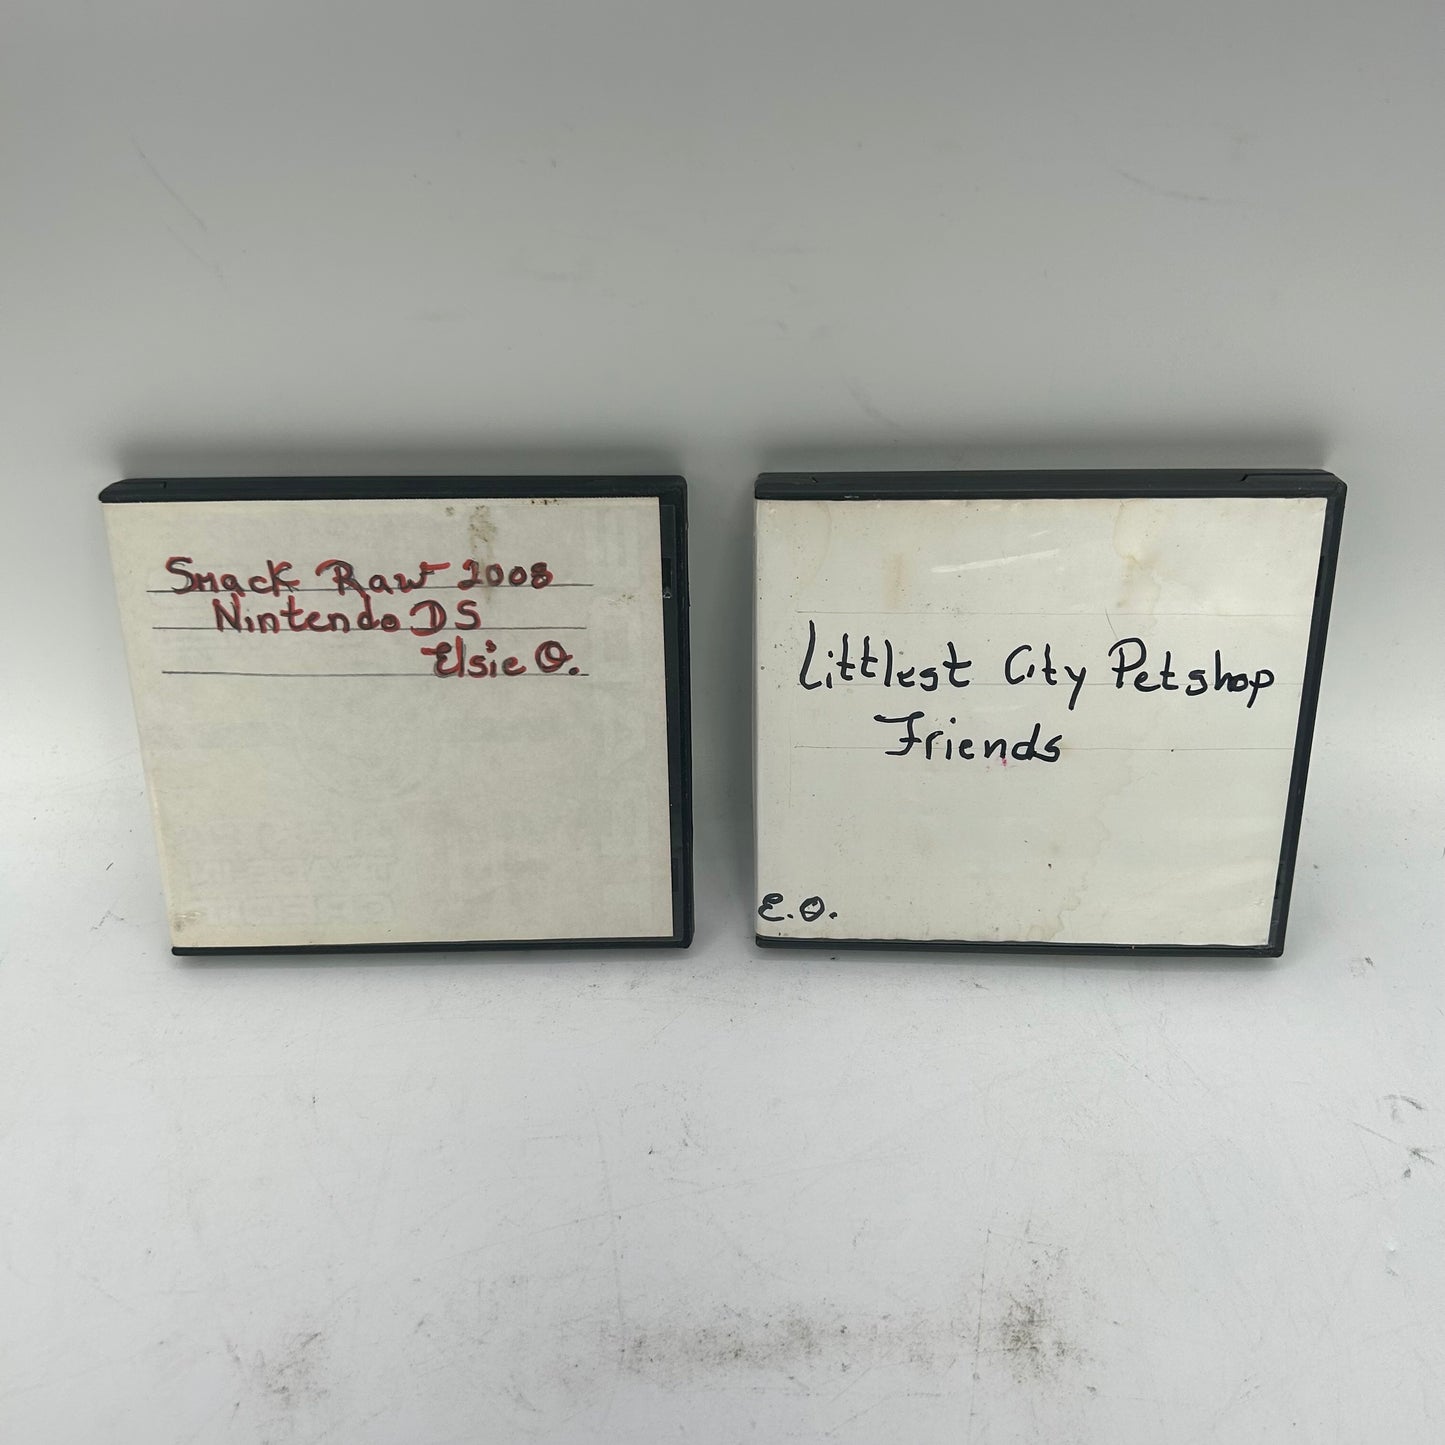 Smack Raw 2008
Nintendo DS
Elsie O.
Littlest City Petshop
Friends
E.O.